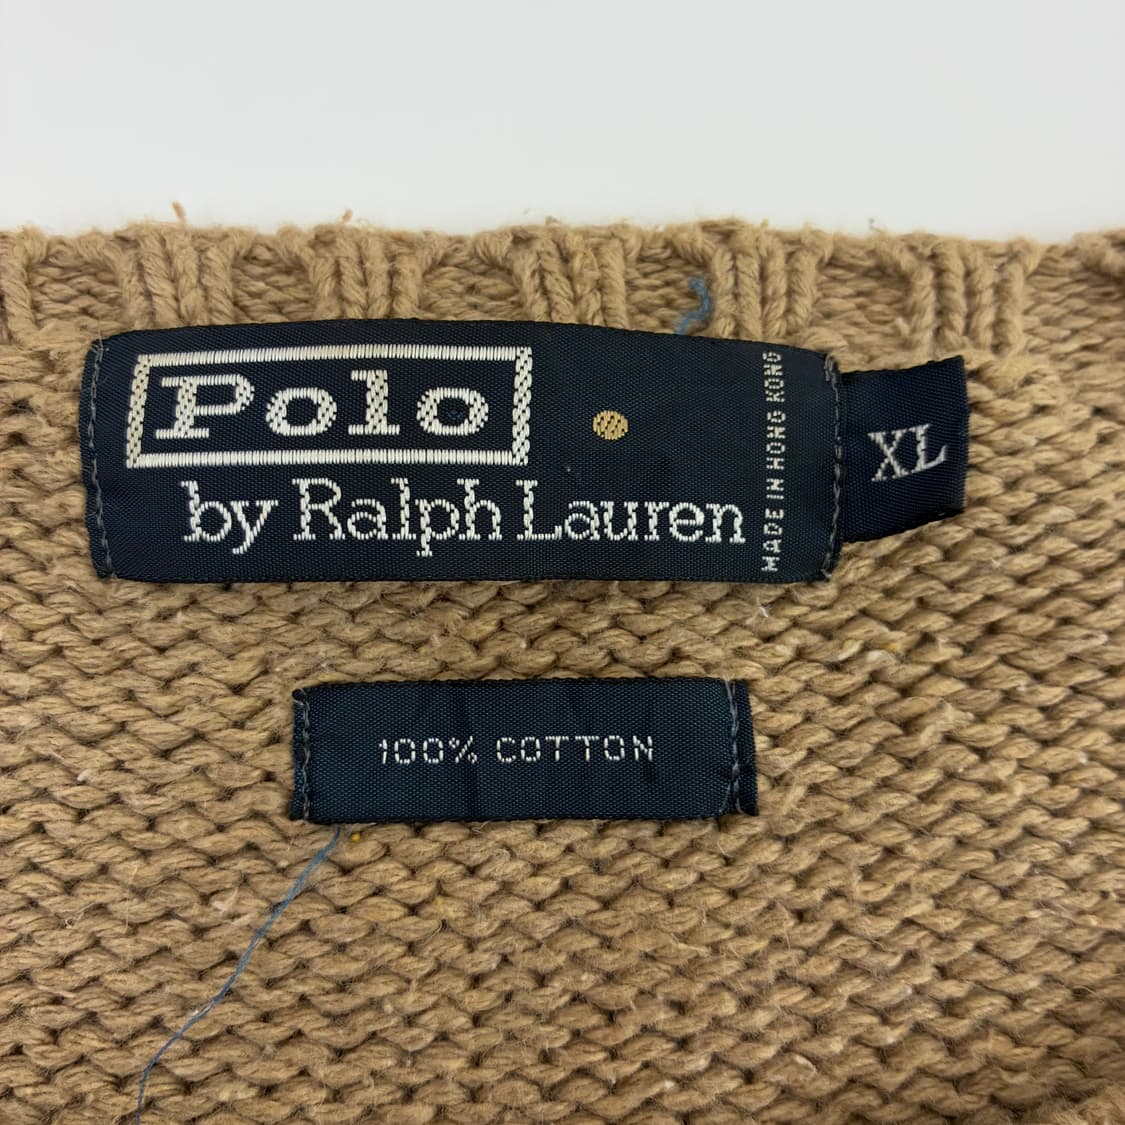 Polo
by Ralph Lauren
MADE IN HONG KONG
XL
100% COTTON